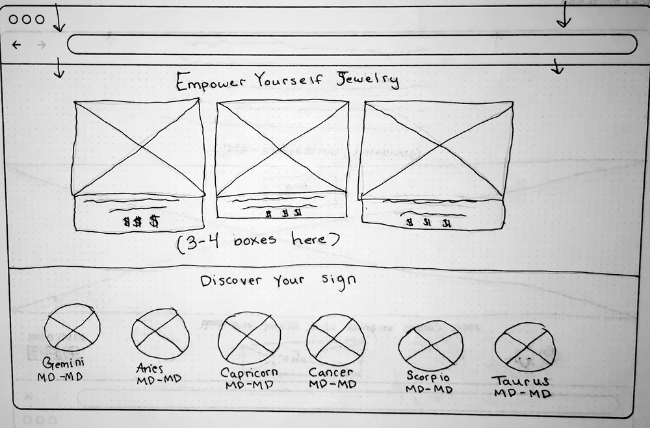 Empower Yourself Jewelry
$$$ $$$ $$$
(3-4 boxes here)
Discover Your sign
Gemini Aries Capricorn Cancer Scorpio Taurus
MD-MD MD-MD MD-MD MD-MD MD-MD MD-MD